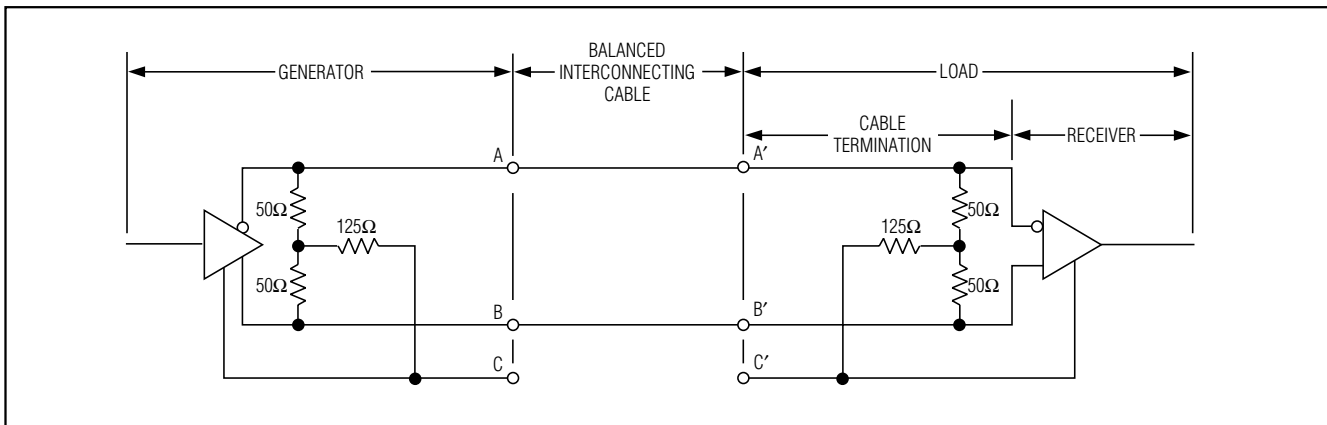 GENERATOR
BALANCED
INTERCONNECTING
CABLE
LOAD
CABLE
TERMINATION
RECEIVER
A
A′
50Ω
125Ω
50Ω
B
C
B′
C′
125Ω
50Ω
50Ω